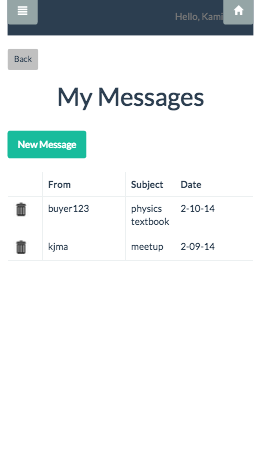 Hello, Kami
Back
My Messages
New Message
From Subject Date
buyer123 physics 2-10-14
textbook
kjma meetup 2-09-14